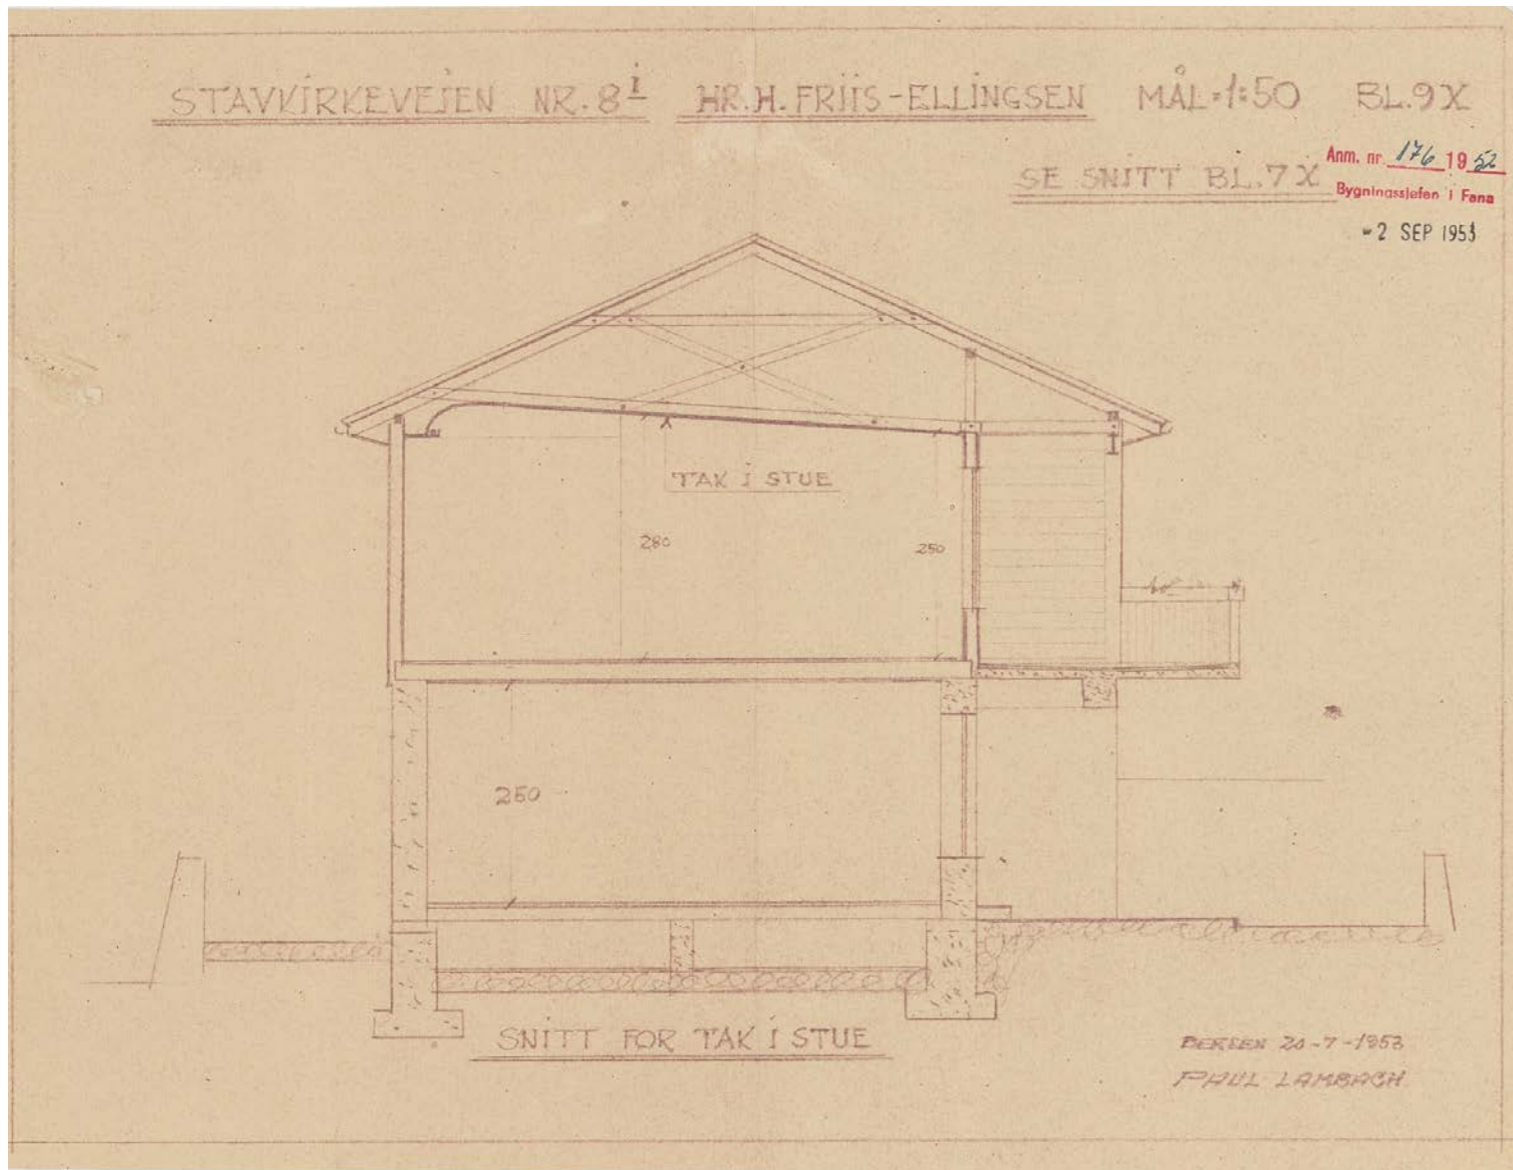 STAVKIRKEVEIEN NR. 8ⁱ HR. H. FRIIS-ELLINGSEN MÅL=1:50 BL. 9X
SE SNITT BL. 7X
Anm. nr. 176 1952
Bygningssjefen i Fana
-2 SEP 1953
TAK I STUE
280
250
250
SNITT FOR TAK I STUE
BERGEN 20-7-1953
PAUL LAMBACH